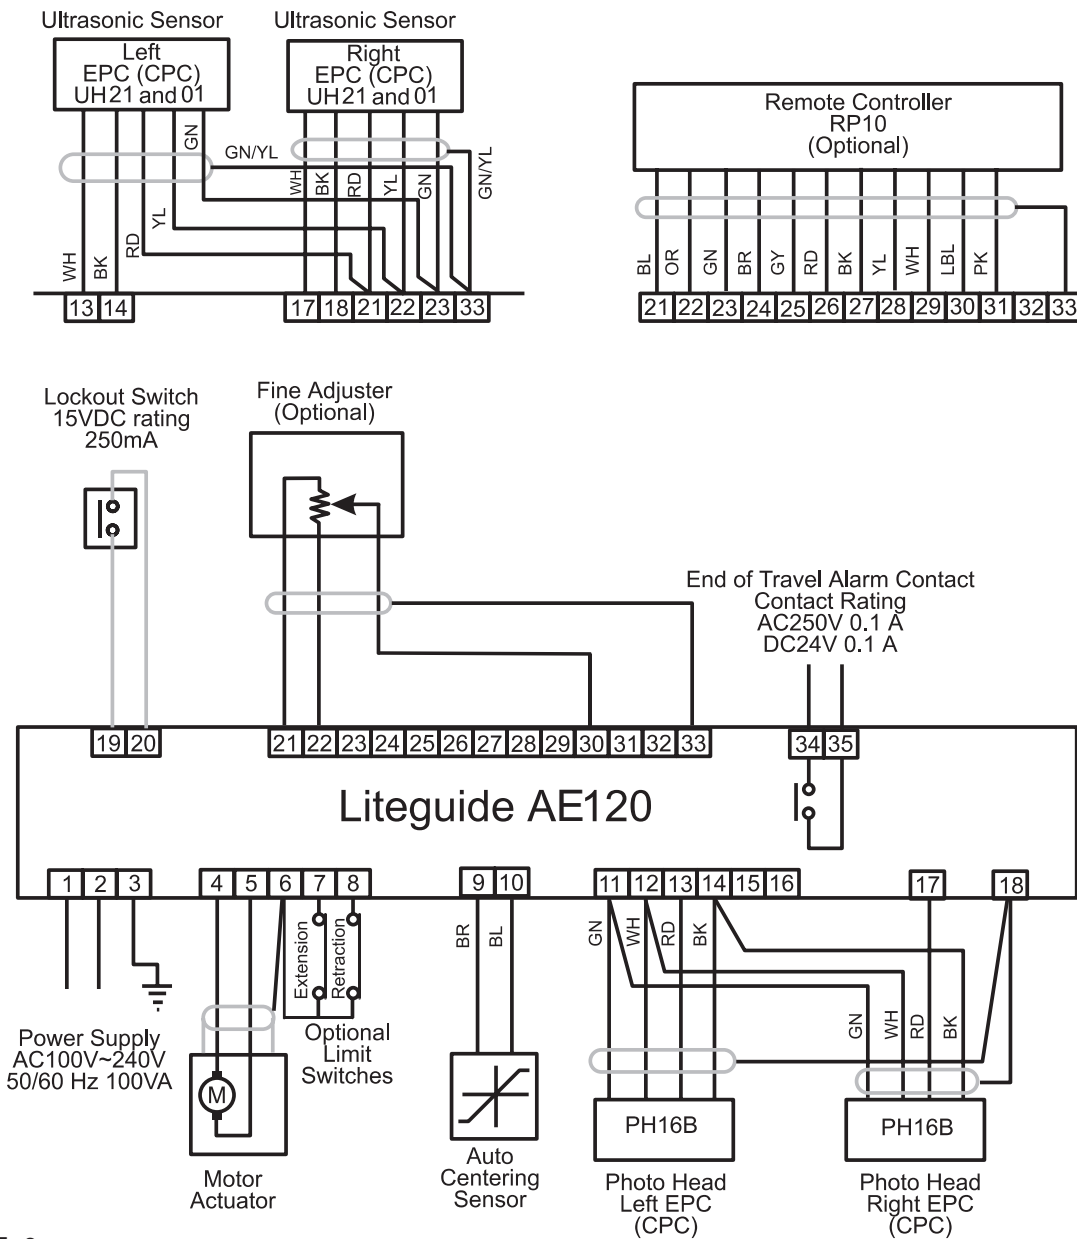 Ultrasonic Sensor
Left
EPC (CPC)
UH21 and 01
Ultrasonic Sensor
Right
EPC (CPC)
UH21 and 01
GN
GN/YL
WH
BK
RD
YL
WH
BK
RD
YL
GN
GN/YL
13 14
17 18 21 22 23 33
Remote Controller
RP10
(Optional)
BL
OR
GN
BR
GY
RD
BK
YL
WH
LBL
PK
21 22 23 24 25 26 27 28 29 30 31 32 33
Lockout Switch
15VDC rating
250mA
Fine Adjuster
(Optional)
End of Travel Alarm Contact
Contact Rating
AC250V 0.1 A
DC24V 0.1 A
19 20
21 22 23 24 25 26 27 28 29 30 31 32 33
34 35
Liteguide AE120
1 2 3
4 5 6 7 8
9 10
11 12 13 14 15 16
17
18
Extension
Retraction
BR
BL
GN
WH
RD
BK
GN
WH
RD
BK
Power Supply
AC100V~240V
50/60 Hz 100VA
M
Motor
Actuator
Optional
Limit
Switches
Auto
Centering
Sensor
PH16B
Photo Head
Left EPC
(CPC)
PH16B
Photo Head
Right EPC
(CPC)